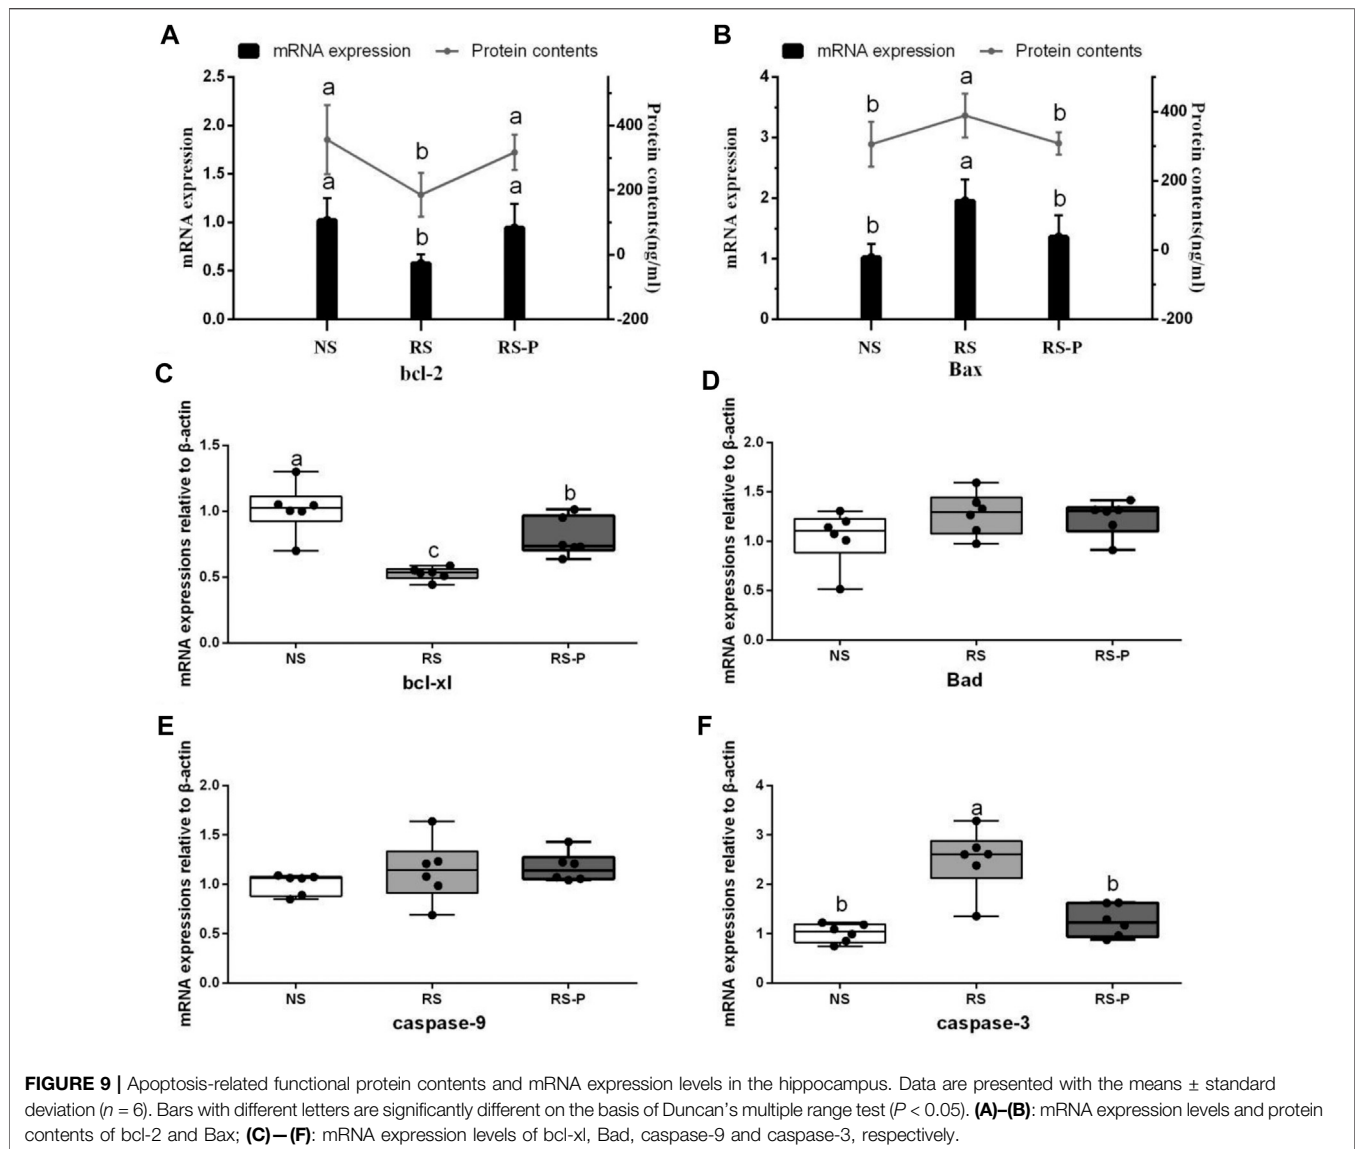 A
B
mRNA expression Protein contents
mRNA expression Protein contents
2.5
2.0
1.5
1.0
0.5
0.0
mRNA expression
400
200
0
-200
Protein contents(ng/ml)
a
b
a
a
b
a
NS RS RS-P
bcl-2
4
3
2
1
0
mRNA expression
400
200
0
-200
Protein contents(ng/ml)
b
a
b
b
a
b
NS RS RS-P
Bax
C
mRNA expressions relative to β-actin
1.5
1.0
0.5
0.0
a
c
b
NS RS RS-P
bcl-xl
D
mRNA expressions relative to β-actin
2.0
1.5
1.0
0.5
0.0
NS RS RS-P
Bad
E
mRNA expressions relative to β-actin
2.0
1.5
1.0
0.5
0.0
NS RS RS-P
caspase-9
F
mRNA expressions relative to β-actin
4
3
2
1
0
b
a
b
NS RS RS-P
caspase-3
FIGURE 9 | Apoptosis-related functional protein contents and mRNA expression levels in the hippocampus. Data are presented with the means ± standard
deviation (n = 6). Bars with different letters are significantly different on the basis of Duncan's multiple range test (P < 0.05). (A)–(B): mRNA expression levels and protein
contents of bcl-2 and Bax; (C)—(F): mRNA expression levels of bcl-xl, Bad, caspase-9 and caspase-3, respectively.